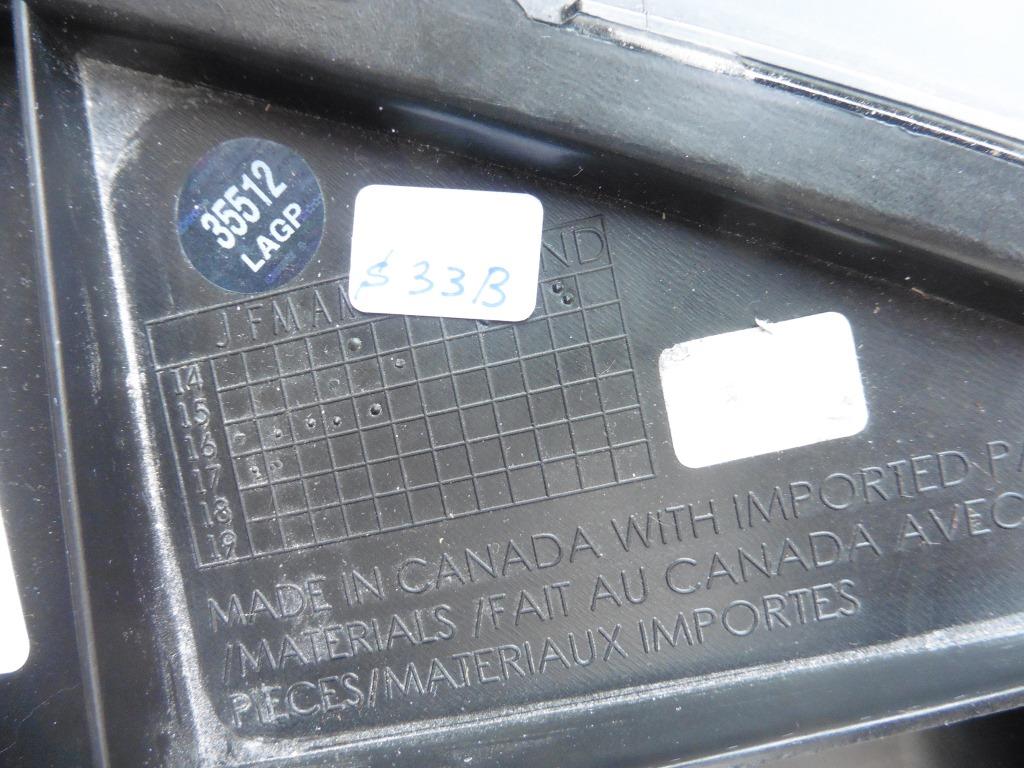 35512
LAGP
$ 33B
J F M A M N D
14
15
16
17
18
19
MADE IN CANADA WITH IMPORTED
/MATERIALS /FAIT AU CANADA AVEC
PIECES/MATERIAUX IMPORTES